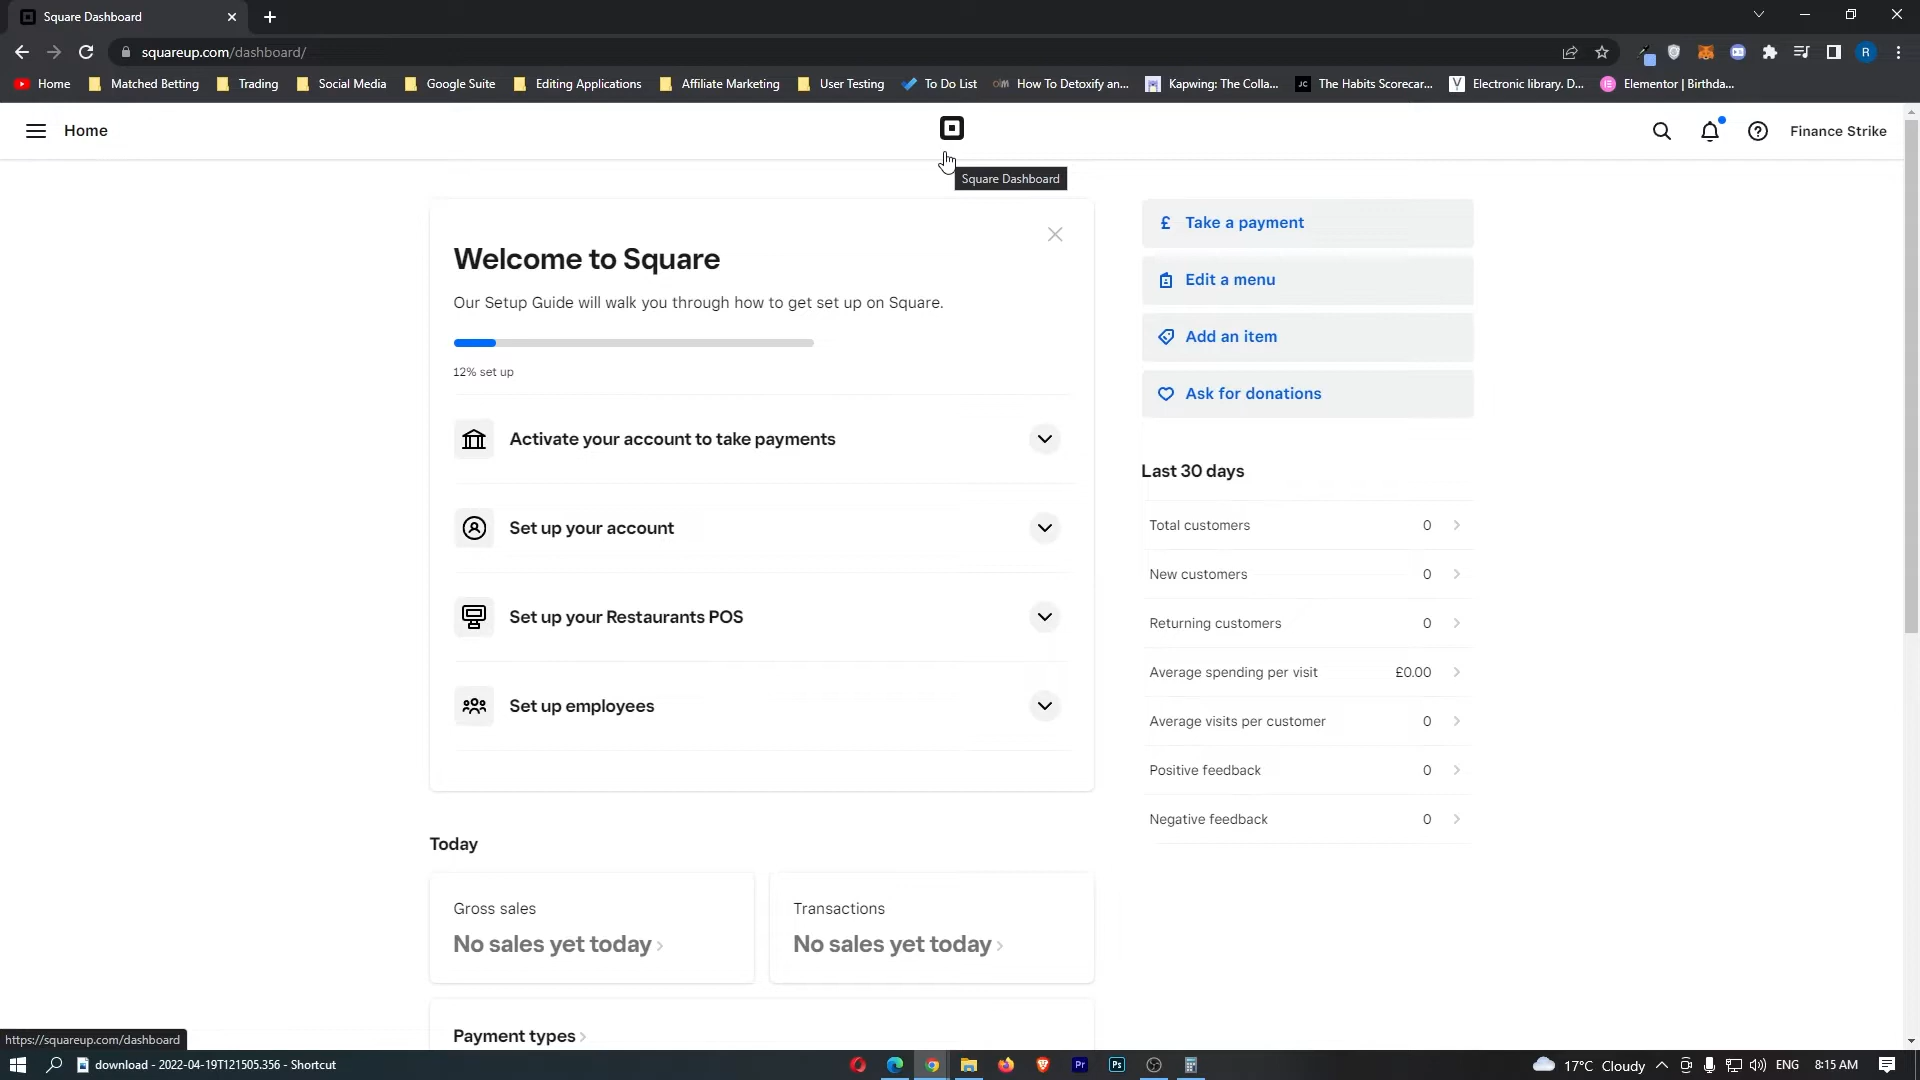 Square Dashboard
squareup.com/dashboard/
R
Home
Matched Betting
Trading
Social Media
Google Suite
Editing Applications
Affiliate Marketing
User Testing
To Do List
How To Detoxify an...
Kapwing: The Colla...
JC
The Habits Scorecar...
Electronic library. D...
Elementor | Birthda...
Home
Finance Strike
Square Dashboard
Welcome to Square
Our Setup Guide will walk you through how to get set up on Square.
12% set up
Activate your account to take payments
Set up your account
Set up your Restaurants POS
Set up employees
£ Take a payment
Edit a menu
Add an item
Ask for donations
Last 30 days
Total customers 0
New customers 0
Returning customers 0
Average spending per visit £0.00
Average visits per customer 0
Positive feedback 0
Negative feedback 0
Today
Gross sales
No sales yet today
Transactions
No sales yet today
Payment types
https://squareup.com/dashboard
download - 2022-04-19T121505.356 - Shortcut
Pr
Ps
17°C Cloudy
ENG
8:15 AM